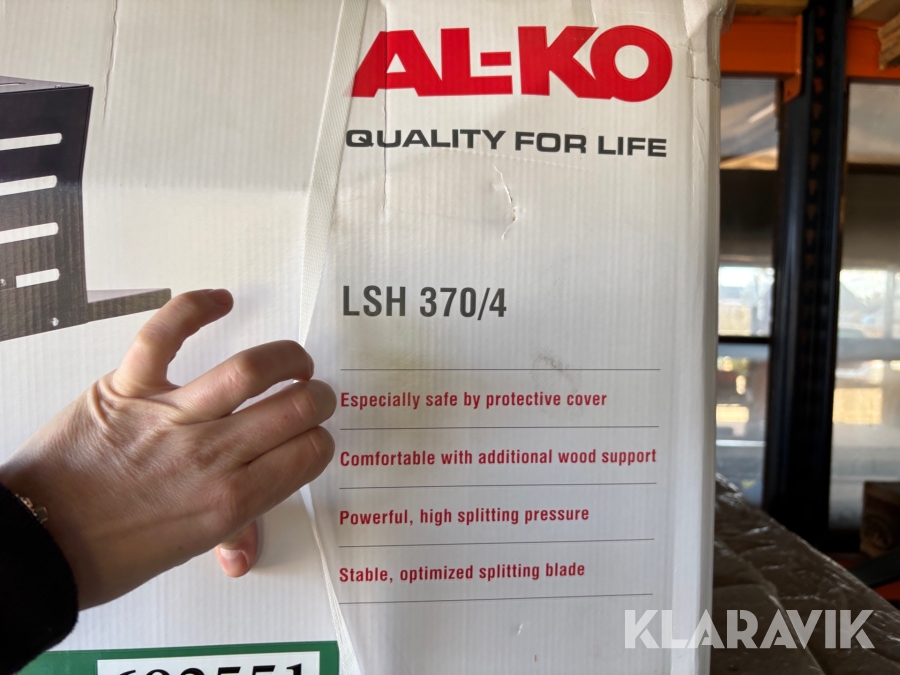 AL-KO
QUALITY FOR LIFE
LSH 370/4
Especially safe by protective cover
Comfortable with additional wood support
Powerful, high splitting pressure
Stable, optimized splitting blade
KLARAVIK